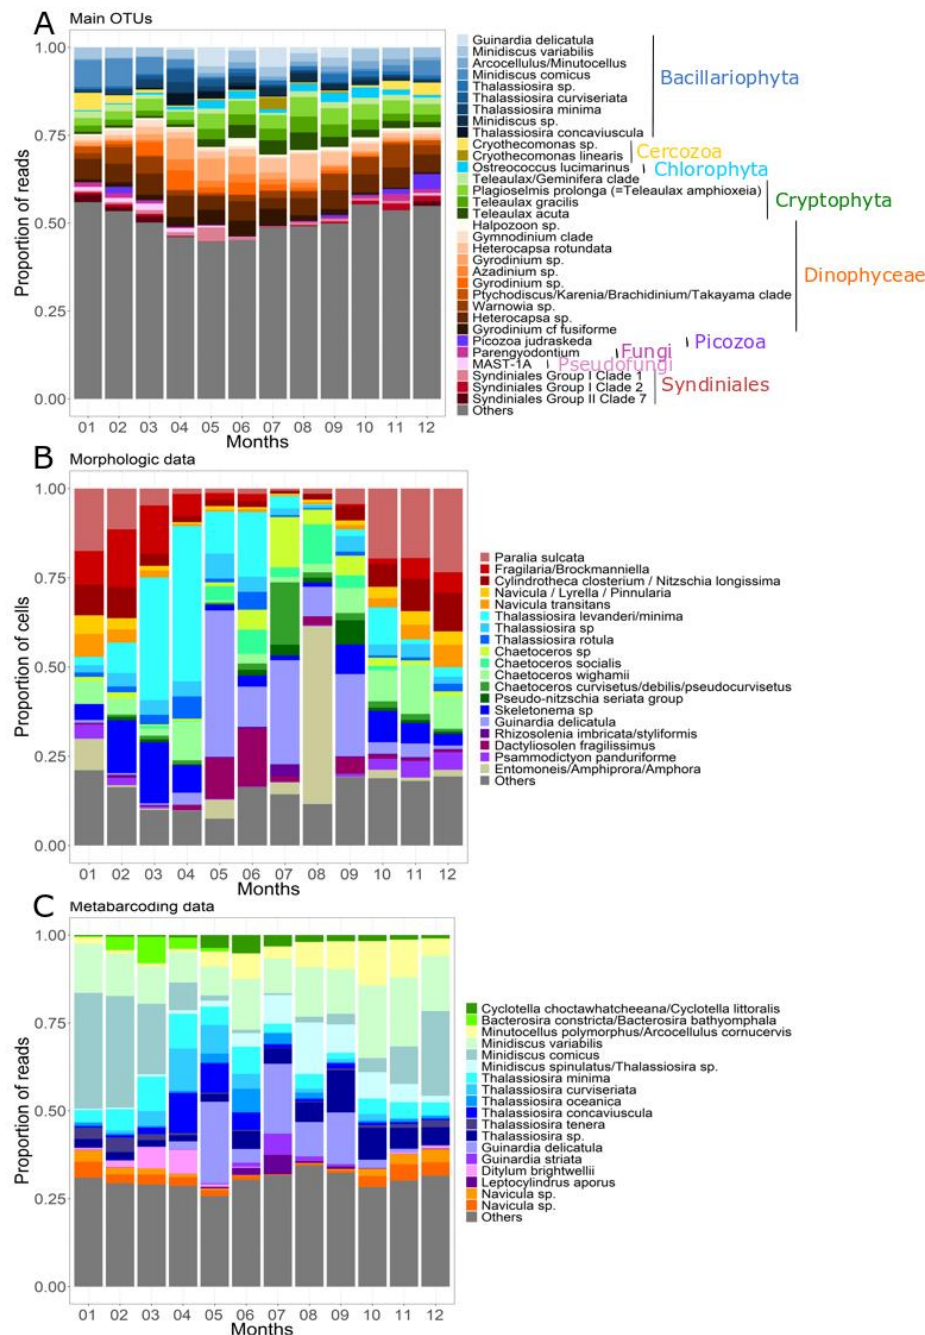 A
Main OTUs
Proportion of reads
1.00
0.75
0.50
0.25
0.00
01 02 03 04 05 06 07 08 09 10 11 12
Months
Guinardia delicatula
Minidiscus variabilis
Arcocellulus/Minutocellus
Minidiscus comicus
Thalassiosira sp.
Thalassiosira curviseriata
Thalassiosira minima
Minidiscus sp.
Thalassiosira concaviuscula
Cryothecomonas sp.
Cryothecomonas linearis
Ostreococcus lucimarinus
Teleaulax/Geminifera clade
Plagioselmis prolonga (=Teleaulax amphioxeia)
Teleaulax gracilis
Teleaulax acuta
Halpozoon sp.
Gymnodinium clade
Heterocapsa rotundata
Gyrodinium sp.
Azadinium sp.
Gyrodinium sp.
Ptychodiscus/Karenia/Brachidinium/Takayama clade
Warnowia sp.
Heterocapsa sp.
Gyrodinium cf fusiforme
Picozoa judraskeda
Parengyodontium
MAST-1A
Syndiniales Group I Clade 1
Syndiniales Group I Clade 2
Syndiniales Group II Clade 7
Others
Bacillariophyta
Cercozoa
Chlorophyta
Cryptophyta
Dinophyceae
Picozoa
Fungi
Pseudofungi
Syndiniales
B
Morphologic data
Proportion of cells
1.00
0.75
0.50
0.25
0.00
01 02 03 04 05 06 07 08 09 10 11 12
Months
Paralia sulcata
Fragilaria/Brockmanniella
Cylindrotheca closterium / Nitzschia longissima
Navicula / Lyrella / Pinnularia
Navicula transitans
Thalassiosira levanderi/minima
Thalassiosira sp
Thalassiosira rotula
Chaetoceros sp
Chaetoceros socialis
Chaetoceros wighamii
Chaetoceros curvisetus/debilis/pseudocurvisetus
Pseudo-nitzschia seriata group
Skeletonema sp
Guinardia delicatula
Rhizosolenia imbricata/styliformis
Dactyliosolen fragilissimus
Psammodictyon panduriforme
Entomoneis/Amphiprora/Amphora
Others
C
Metabarcoding data
Proportion of reads
1.00
0.75
0.50
0.25
0.00
01 02 03 04 05 06 07 08 09 10 11 12
Months
Cyclotella choctawhatcheeana/Cyclotella littoralis
Bacterosira constricta/Bacterosira bathyomphala
Minutocellus polymorphus/Arcocellulus cornucervis
Minidiscus variabilis
Minidiscus comicus
Minidiscus spinulatus/Thalassiosira sp.
Thalassiosira minima
Thalassiosira curviseriata
Thalassiosira oceanica
Thalassiosira concaviuscula
Thalassiosira tenera
Thalassiosira sp.
Guinardia delicatula
Guinardia striata
Ditylum brightwellii
Leptocylindrus aporus
Navicula sp.
Navicula sp.
Others